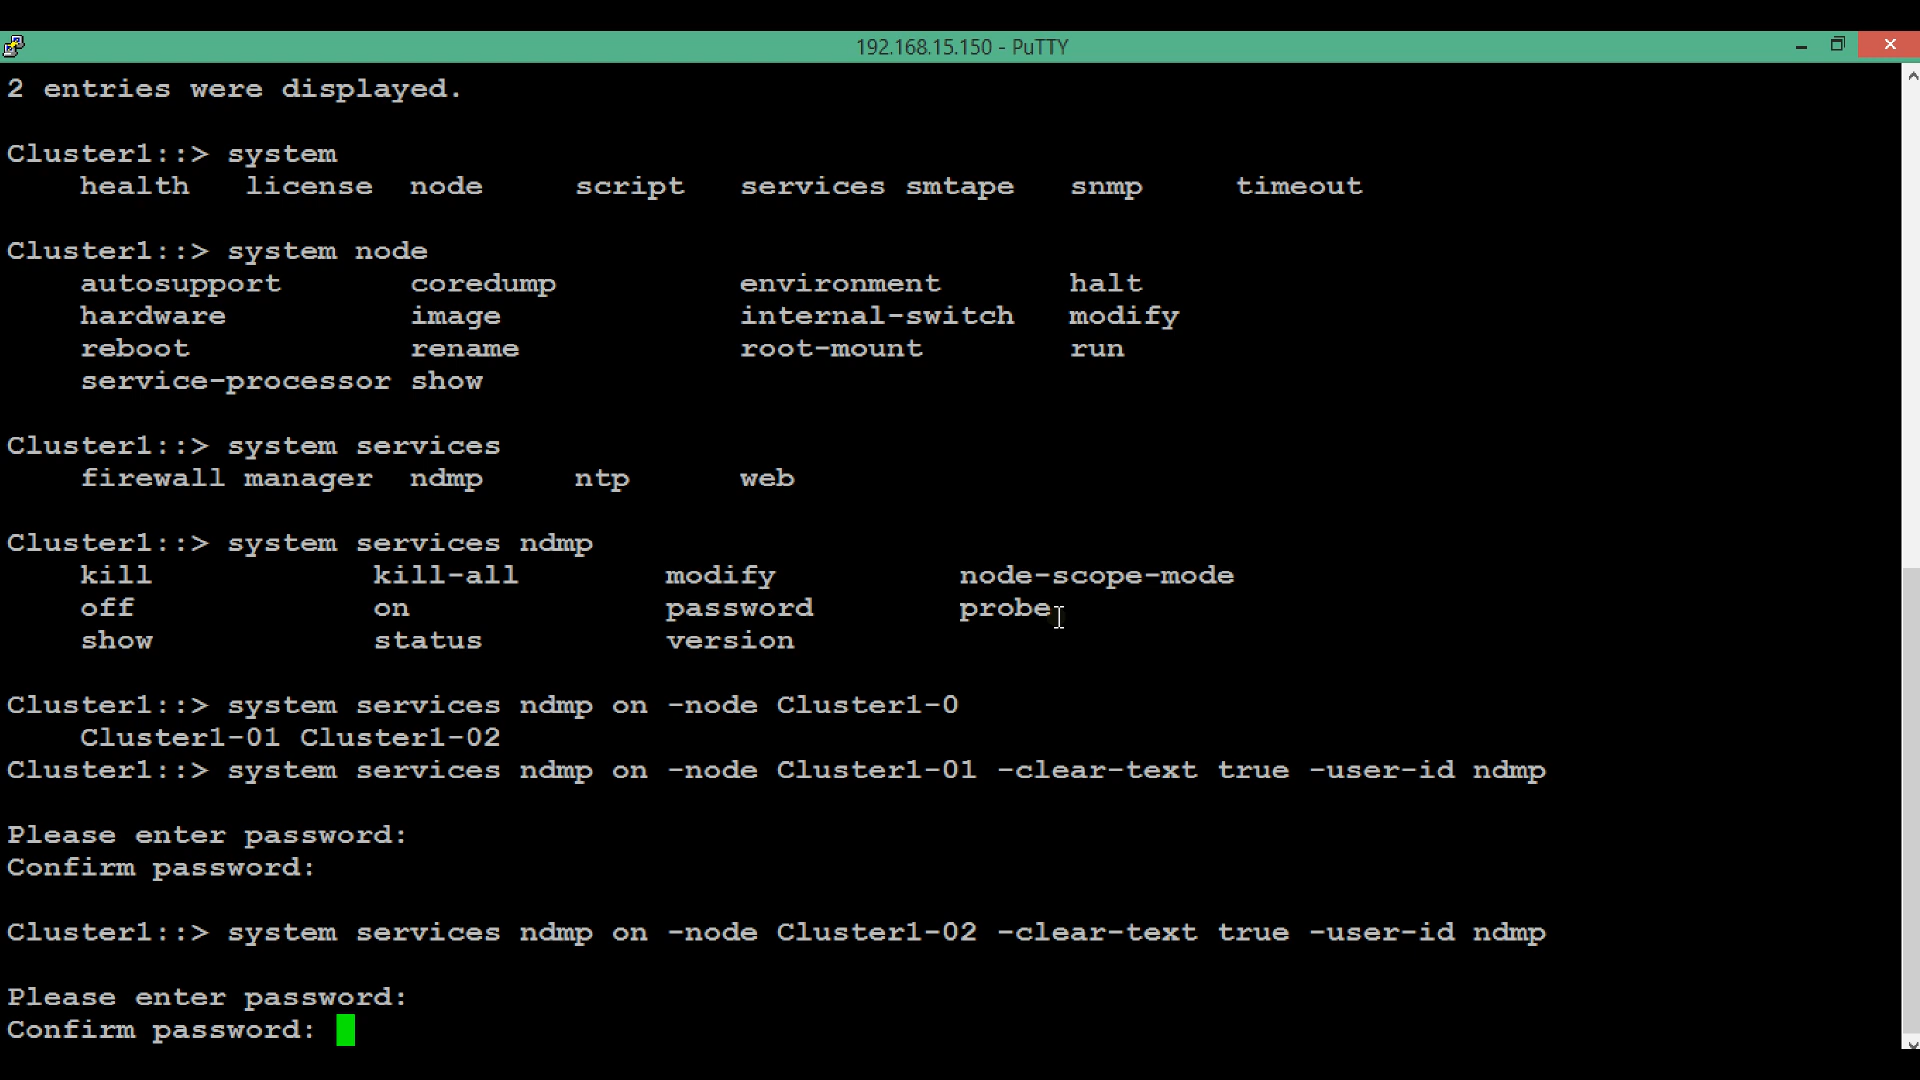 192.168.15.150 - PuTTY
2 entries were displayed.
Cluster1::> system
health license node script services smtape snmp timeout
Cluster1::> system node
autosupport coredump environment halt
hardware image internal-switch modify
reboot rename root-mount run
service-processor show
Cluster1::> system services
firewall manager ndmp ntp web
Cluster1::> system services ndmp
kill kill-all modify node-scope-mode
off on password probe
show status version
Cluster1::> system services ndmp on -node Cluster1-0
Cluster1-01 Cluster1-02
Cluster1::> system services ndmp on -node Cluster1-01 -clear-text true -user-id ndmp
Please enter password:
Confirm password:
Cluster1::> system services ndmp on -node Cluster1-02 -clear-text true -user-id ndmp
Please enter password:
Confirm password: